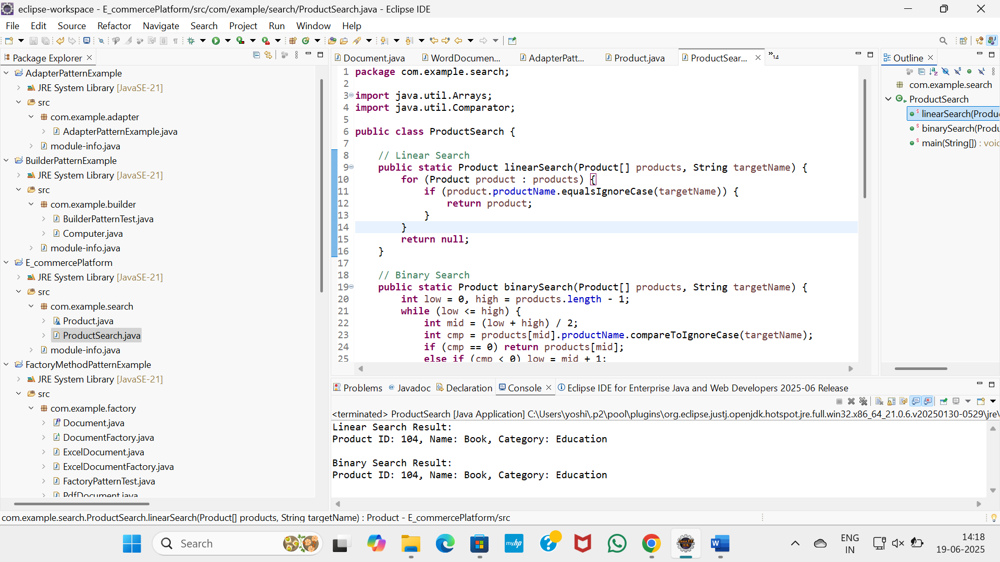 eclipse-workspace - E_commercePlatform/src/com/example/search/ProductSearch.java - Eclipse IDE
File Edit Source Refactor Navigate Search Project Run Window Help
Package Explorer
AdapterPatternExample
JRE System Library [JavaSE-21]
src
com.example.adapter
AdapterPatternExample.java
module-info.java
BuilderPatternExample
JRE System Library [JavaSE-21]
src
com.example.builder
BuilderPatternTest.java
Computer.java
module-info.java
E_commercePlatform
JRE System Library [JavaSE-21]
src
com.example.search
Product.java
ProductSearch.java
module-info.java
FactoryMethodPatternExample
JRE System Library [JavaSE-21]
src
com.example.factory
Document.java
DocumentFactory.java
ExcelDocument.java
ExcelDocumentFactory.java
FactoryPatternTest.java
PdfDocument.java
Document.java WordDocumen... AdapterPatt... Product.java ProductSear... »14
1 package com.example.search;
2
3 import java.util.Arrays;
4 import java.util.Comparator;
5
6 public class ProductSearch {
7
8 // Linear Search
9 public static Product linearSearch(Product[] products, String targetName) {
10 for (Product product : products) {
11 if (product.productName.equalsIgnoreCase(targetName)) {
12 return product;
13 }
14 }
15 return null;
16 }
17
18 // Binary Search
19 public static Product binarySearch(Product[] products, String targetName) {
20 int low = 0, high = products.length - 1;
21 while (low <= high) {
22 int mid = (low + high) / 2;
23 int cmp = products[mid].productName.compareToIgnoreCase(targetName);
24 if (cmp == 0) return products[mid];
25 else if (cmp < 0) low = mid + 1;
Outline
com.example.search
ProductSearch
linearSearch(Produ
binarySearch(Produ
main(String[]) : voic
Problems Javadoc Declaration Console Eclipse IDE for Enterprise Java and Web Developers 2025-06 Release
<terminated> ProductSearch [Java Application] C:\Users\yoshi\.p2\pool\plugins\org.eclipse.justj.openjdk.hotspot.jre.full.win32.x86_64_21.0.6.v20250130-0529\jre\
Linear Search Result:
Product ID: 104, Name: Book, Category: Education
Binary Search Result:
Product ID: 104, Name: Book, Category: Education
com.example.search.ProductSearch.linearSearch(Product[] products, String targetName) : Product - E_commercePlatform/src
Search
myhp
ENG
IN
14:18
19-06-2025